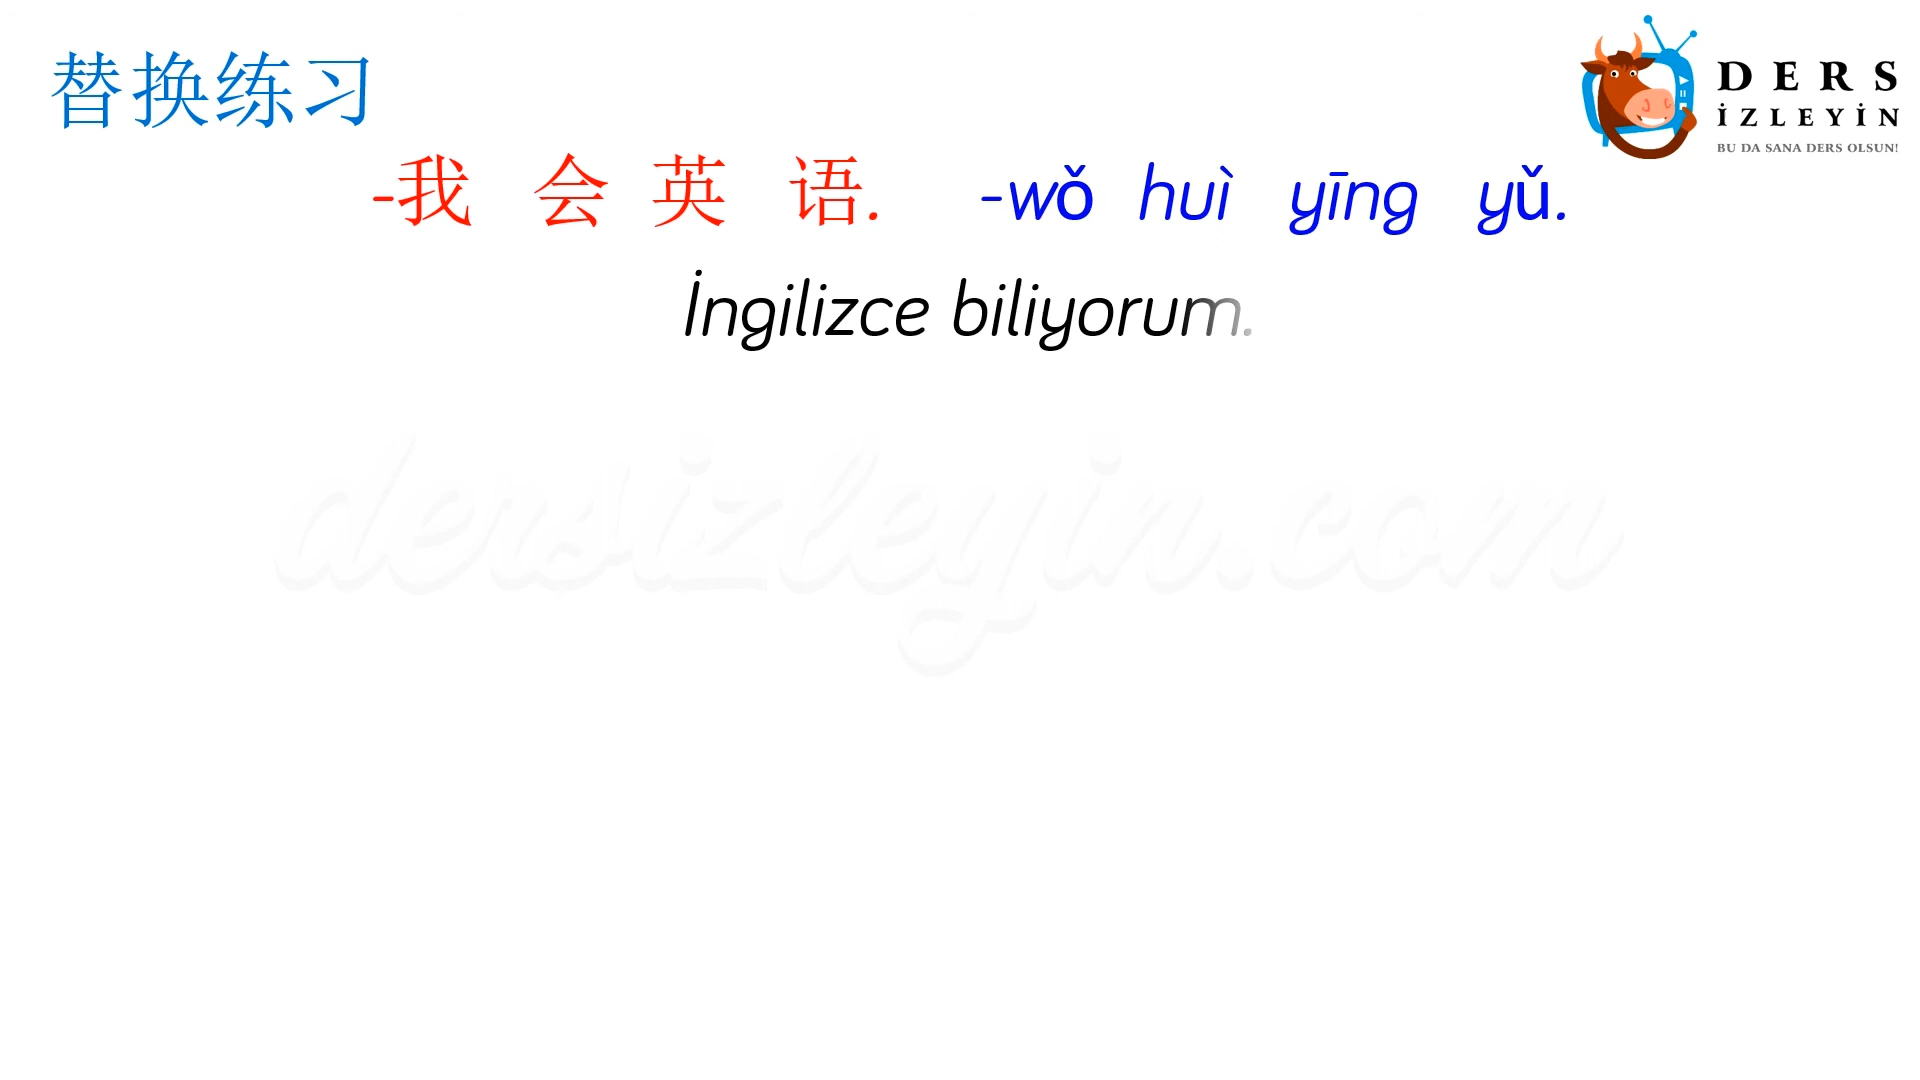 替换练习
DERS
İZLEYİN
BU DA SANA DERS OLSUN!
-我 会 英 语. -wǒ huì yīng yǔ.
İngilizce biliyorum.
dersizleyin.com